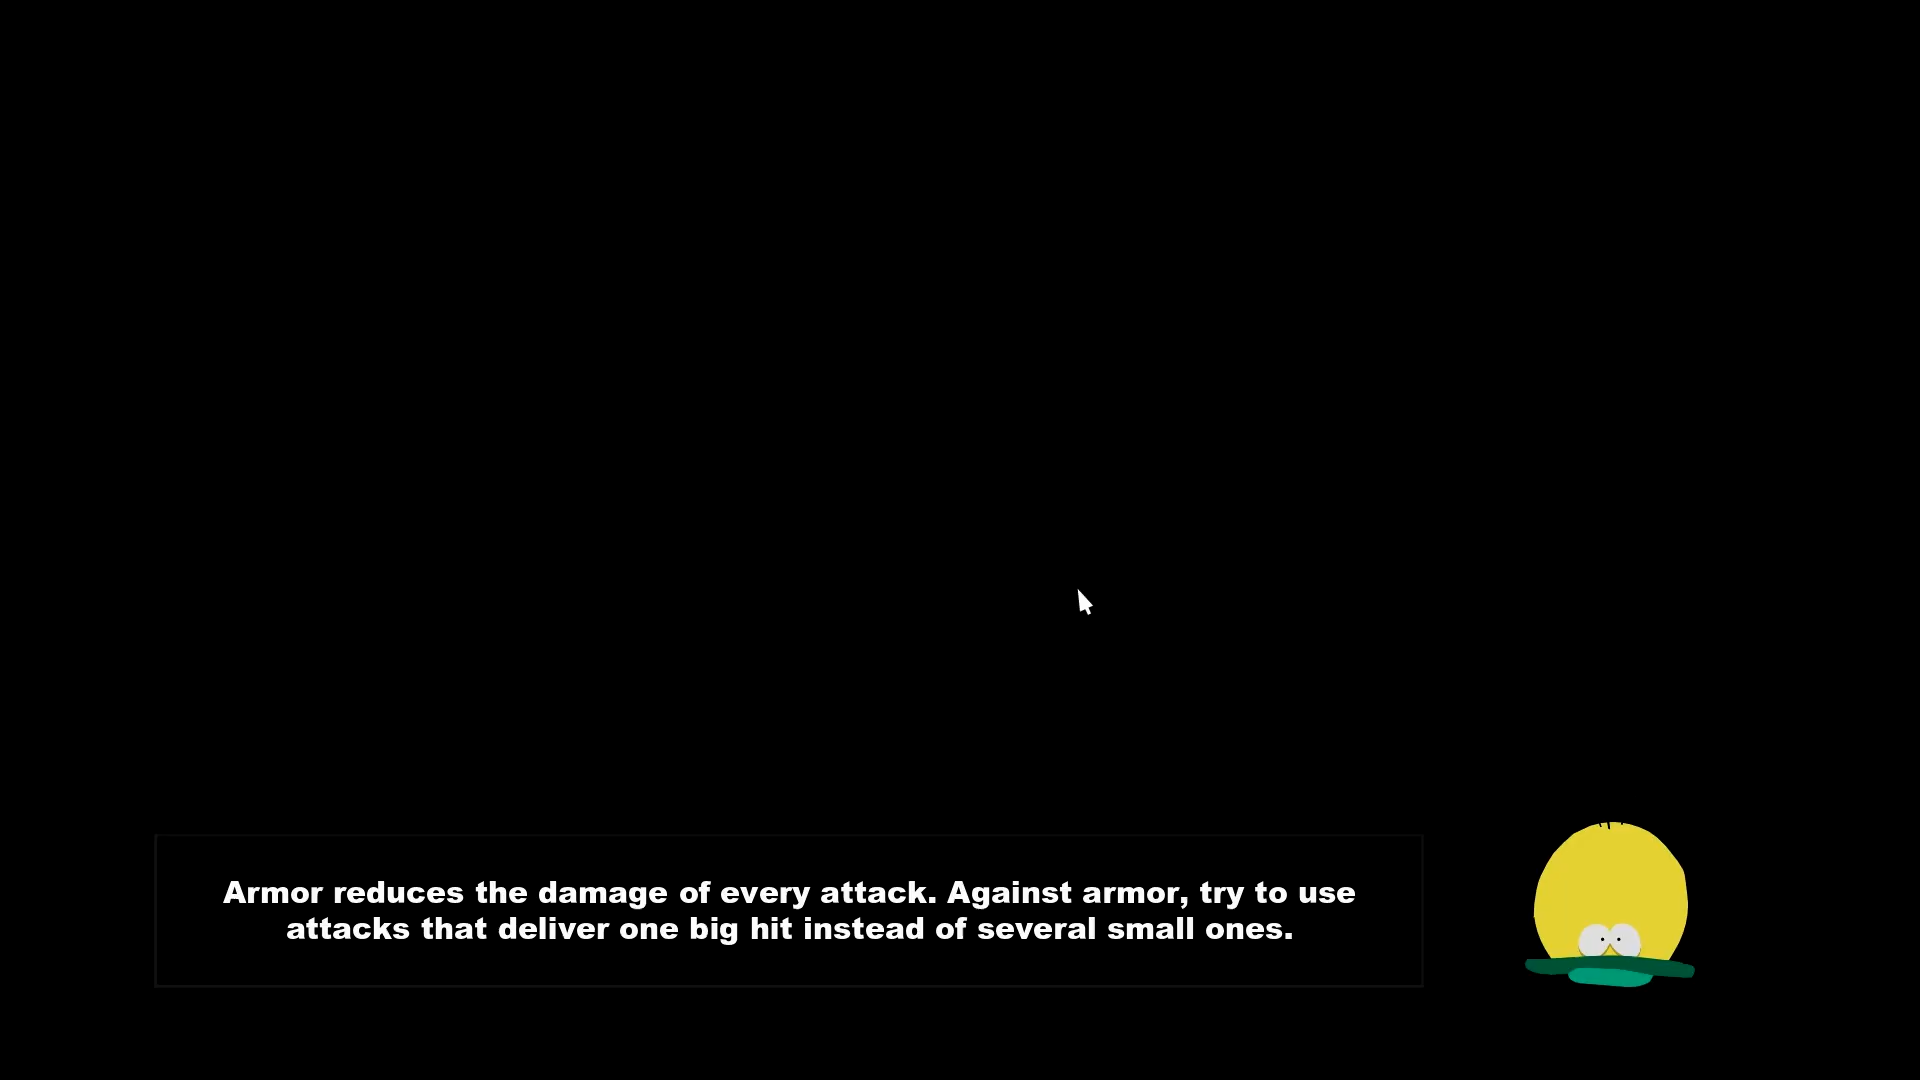 Armor reduces the damage of every attack. Against armor, try to use
attacks that deliver one big hit instead of several small ones.